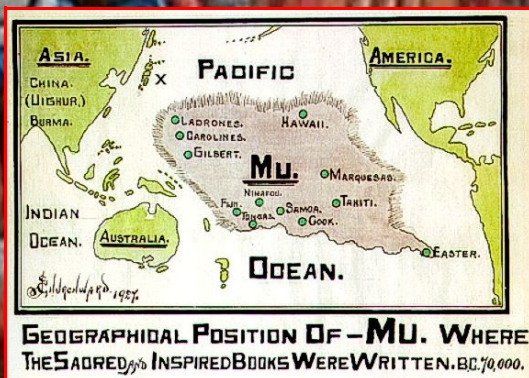 ASIA.
AMERICA.
PACIFIC
CHINA.
(UIGHUR.)
BURMA.
X
LADRONES.
HAWAII.
CAROLINES.
GILBERT.
MU.
MARQUESAS.
NINAFOU.
FIJI.
SAMOA.
TAHITI.
TONGAS.
COOK.
EASTER.
INDIAN
OCEAN.
AUSTRALIA.
OCEAN.
1927.
GEOGRAPHICAL POSITION OF – MU. WHERE
THE SACRED AND INSPIRED BOOKS WERE WRITTEN. B.C. 70,000.